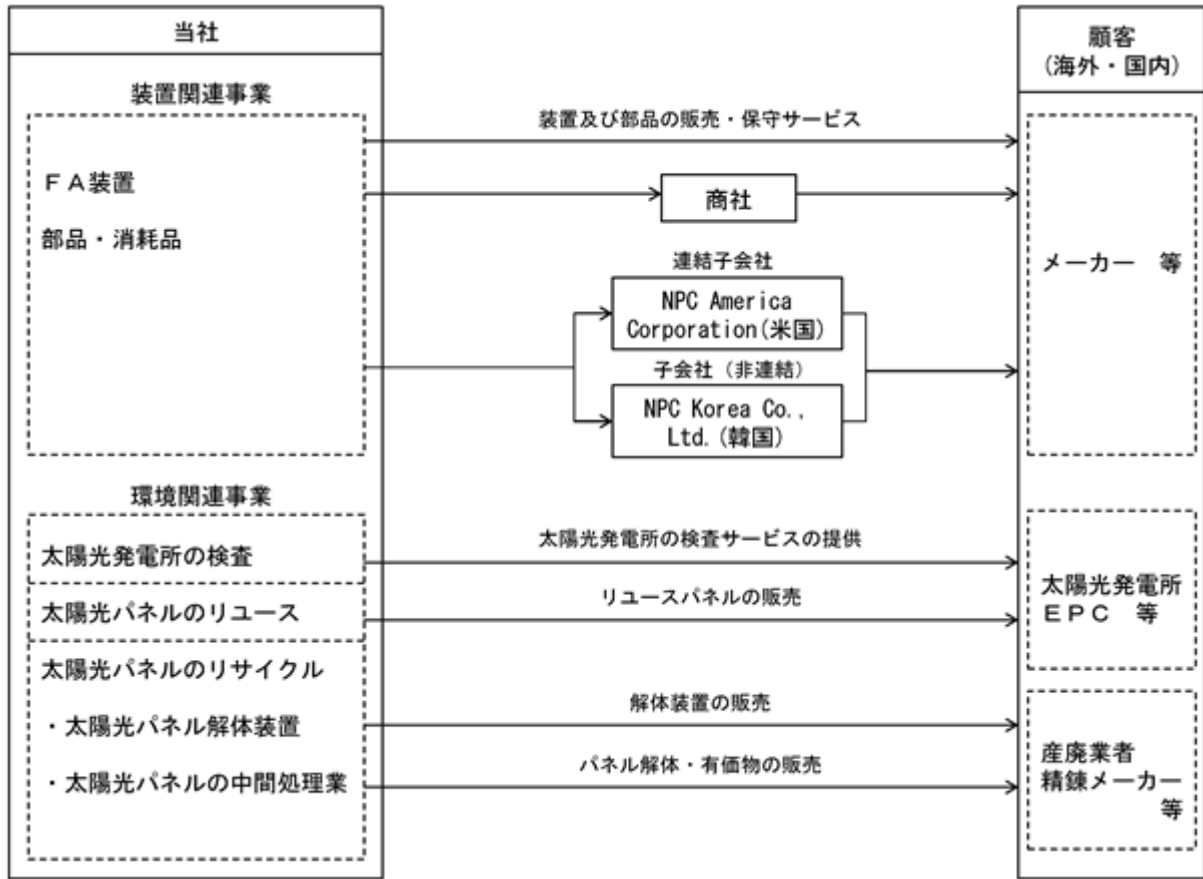 当社
顧客
(海外・国内)
装置関連事業
装置及び部品の販売・保守サービス
ＦＡ装置
商社
部品・消耗品
連結子会社
メーカー　等
NPC America
Corporation(米国)
子会社（非連結）
NPC Korea Co.,
Ltd.(韓国)
環境関連事業
太陽光発電所の検査サービスの提供
太陽光発電所の検査
リユースパネルの販売
太陽光パネルのリユース
太陽光発電所
ＥＰＣ　等
太陽光パネルのリサイクル
解体装置の販売
・太陽光パネル解体装置
パネル解体・有価物の販売
・太陽光パネルの中間処理業
産廃業者
精錬メーカー
等